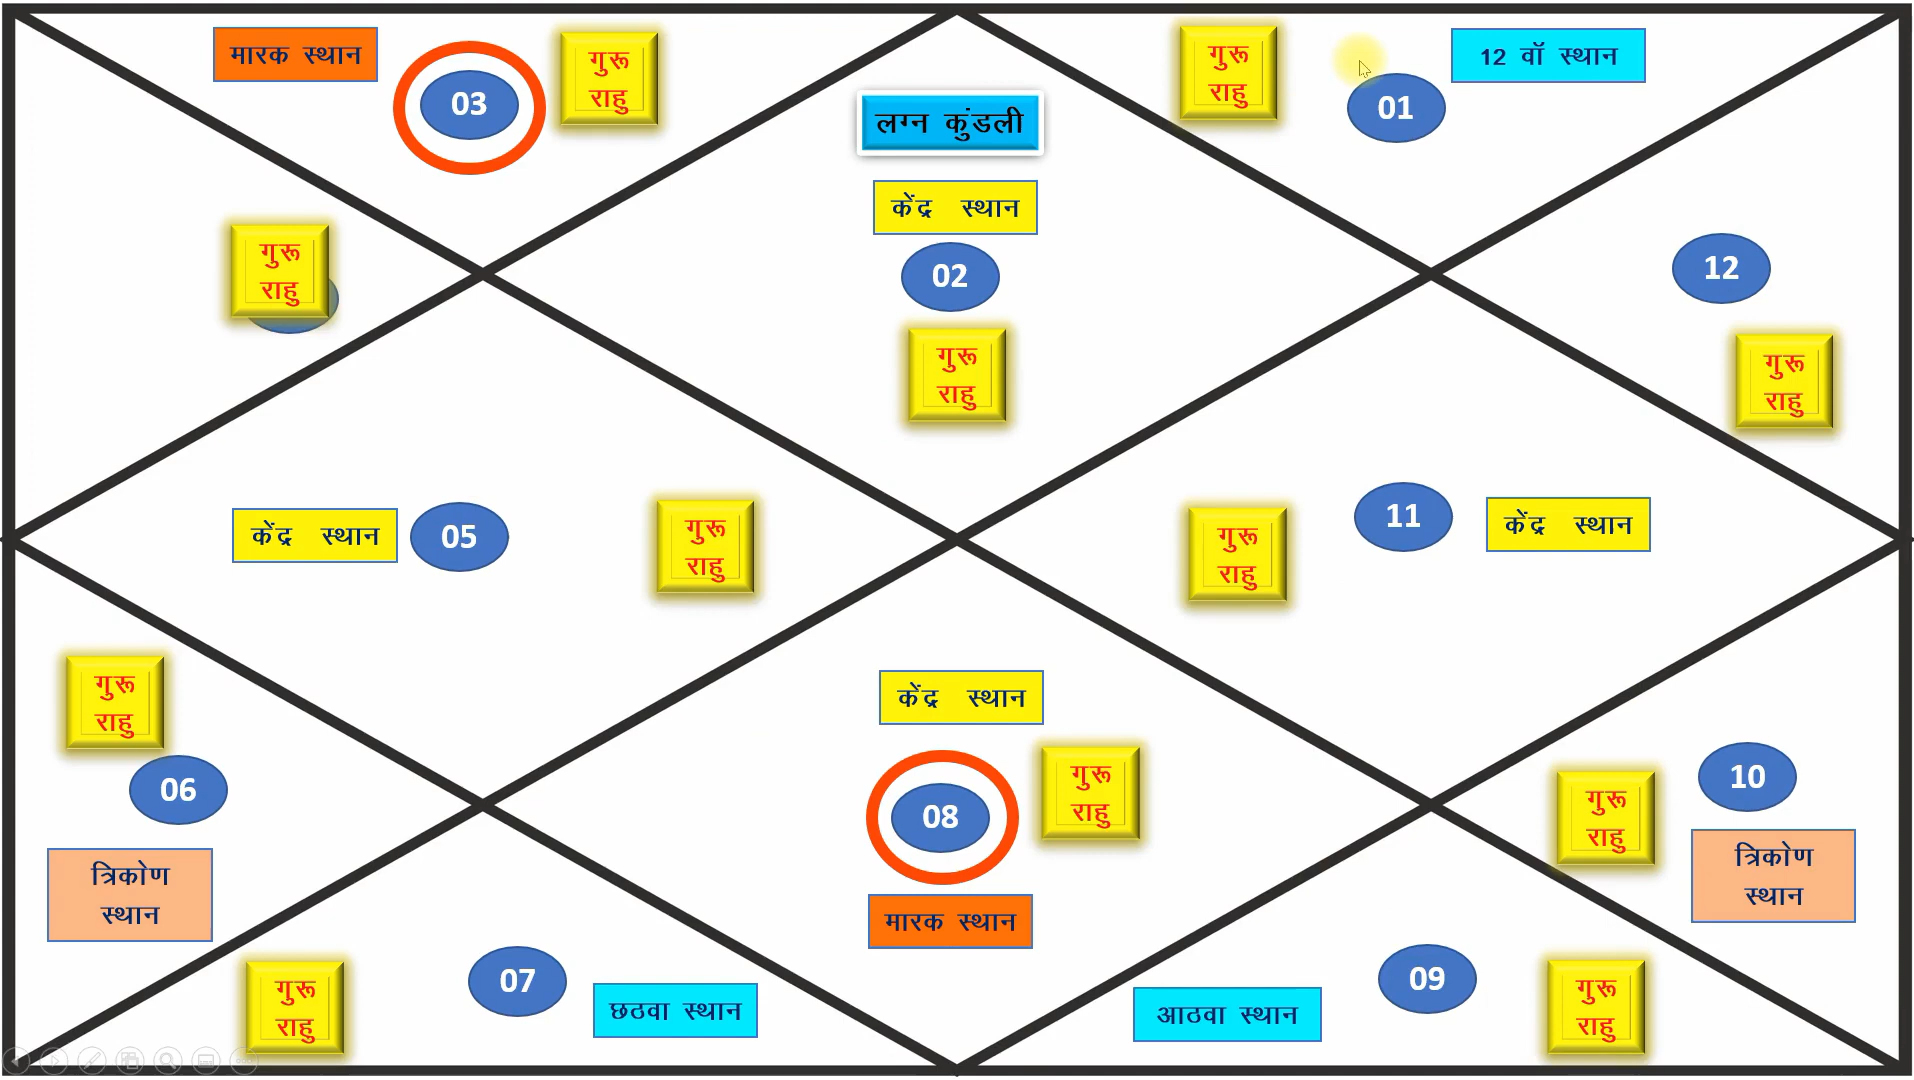 मारक स्थान
03
गुरू
राहु
लग्न कुंडली
केंद्र स्थान
02
गुरू
राहु
गुरू
राहु
01
12 वॉ स्थान
गुरू
राहु
12
गुरू
राहु
केंद्र स्थान
05
गुरू
राहु
गुरू
राहु
11
केंद्र स्थान
गुरू
राहु
06
त्रिकोण
स्थान
केंद्र स्थान
08
गुरू
राहु
मारक स्थान
गुरू
राहु
10
त्रिकोण
स्थान
गुरू
राहु
07
छठवा स्थान
आठवा स्थान
09
गुरू
राहु